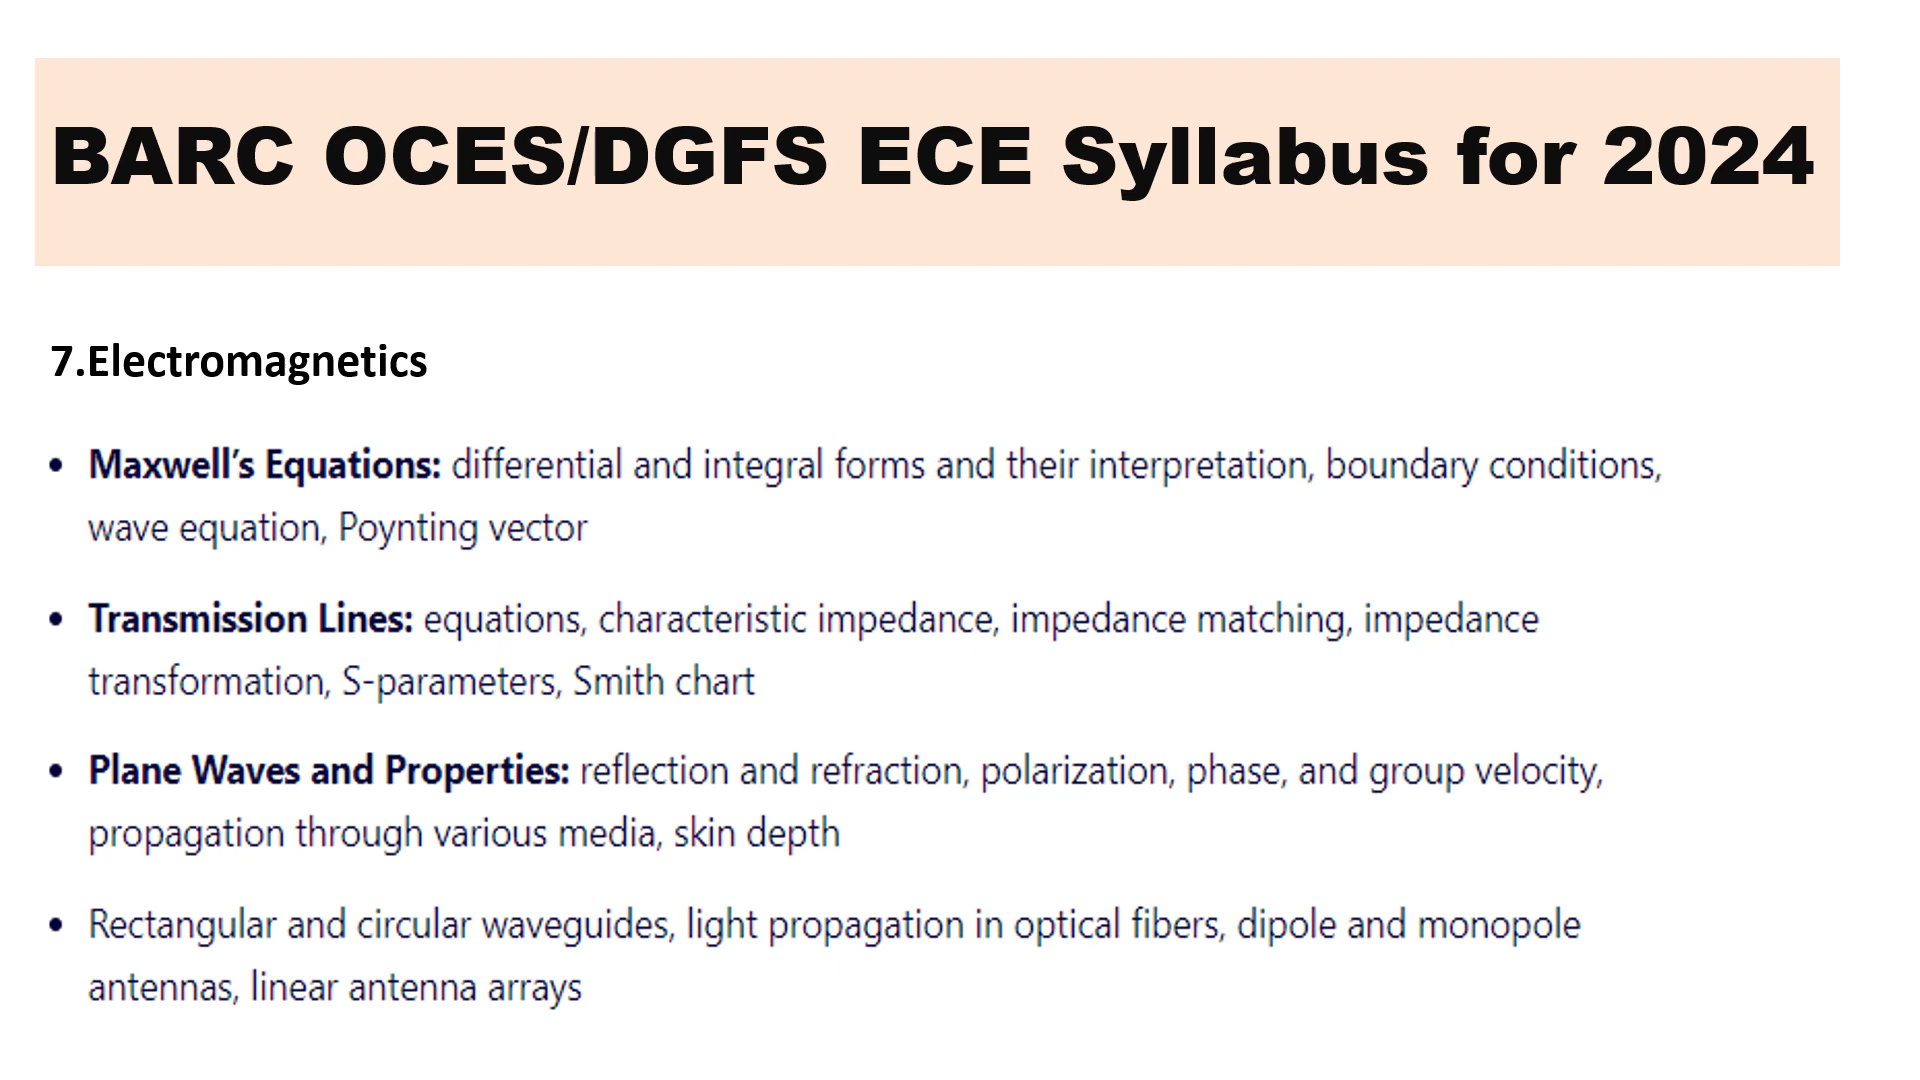 BARC OCES/DGFS ECE Syllabus for 2024
7.Electromagnetics
• Maxwell’s Equations: differential and integral forms and their interpretation, boundary conditions,
wave equation, Poynting vector
• Transmission Lines: equations, characteristic impedance, impedance matching, impedance
transformation, S-parameters, Smith chart
• Plane Waves and Properties: reflection and refraction, polarization, phase, and group velocity,
propagation through various media, skin depth
• Rectangular and circular waveguides, light propagation in optical fibers, dipole and monopole
antennas, linear antenna arrays